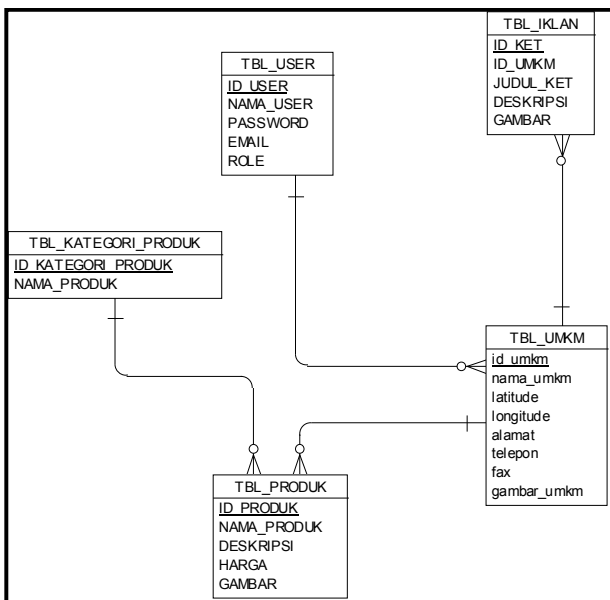 TBL_IKLAN
ID_KET
ID_UMKM
JUDUL_KET
DESKRIPSI
GAMBAR
TBL_USER
ID_USER
NAMA_USER
PASSWORD
EMAIL
ROLE
TBL_KATEGORI_PRODUK
ID_KATEGORI_PRODUK
NAMA_PRODUK
TBL_UMKM
id_umkm
nama_umkm
latitude
longitude
alamat
telepon
fax
gambar_umkm
TBL_PRODUK
ID_PRODUK
NAMA_PRODUK
DESKRIPSI
HARGA
GAMBAR